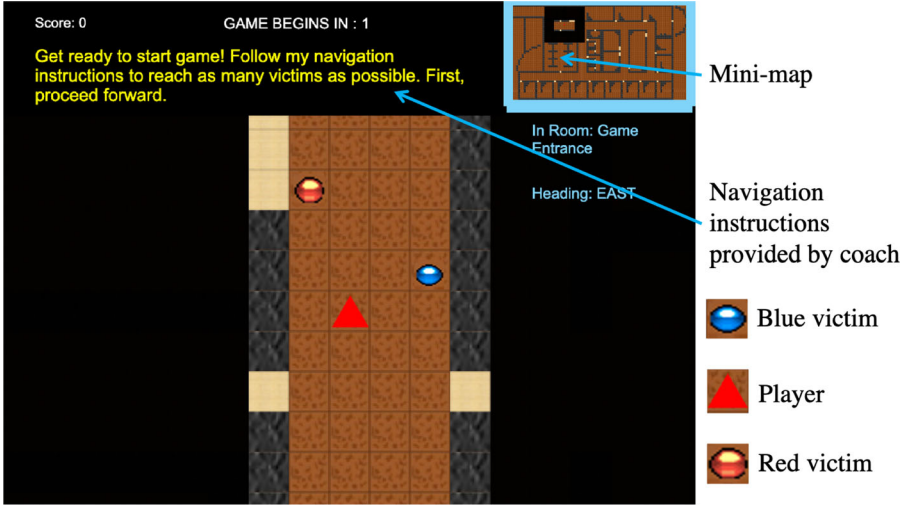 Score: 0
GAME BEGINS IN : 1
Get ready to start game! Follow my navigation
instructions to reach as many victims as possible. First,
proceed forward.
In Room: Game
Entrance
Heading: EAST
Mini-map
Navigation
instructions
provided by coach
Blue victim
Player
Red victim